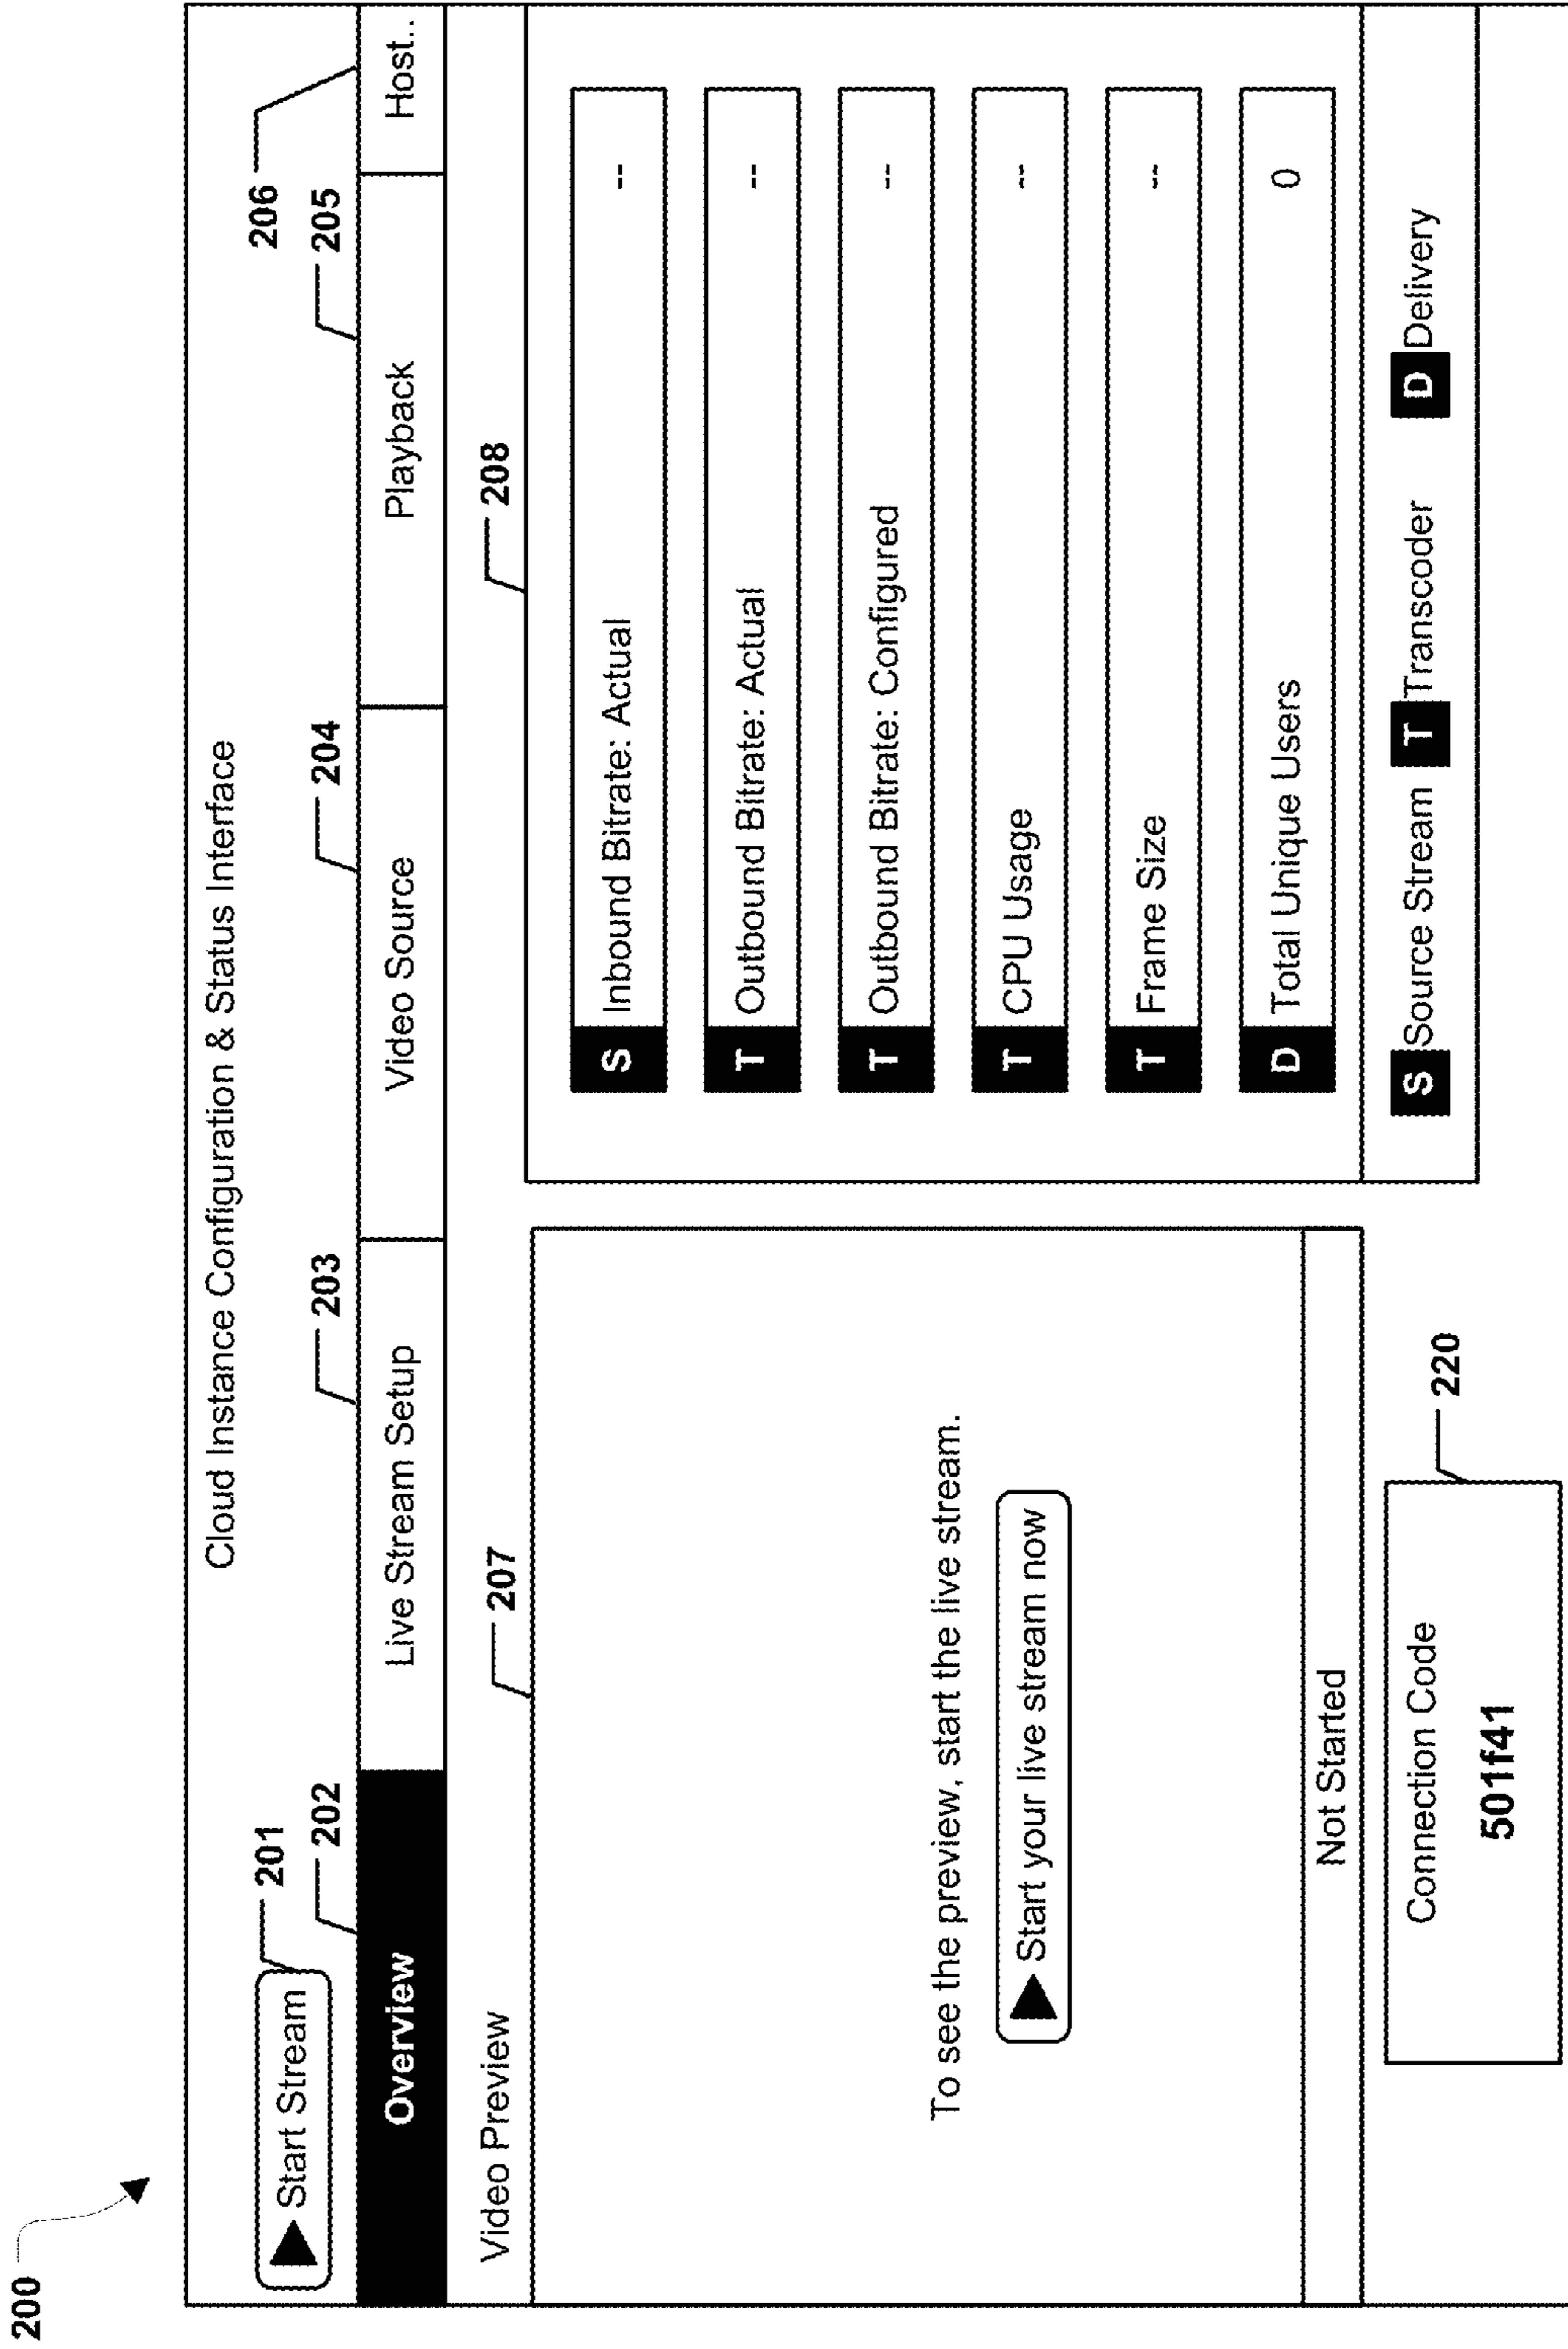 200
Cloud Instance Configuration & Status Interface
Start Stream
201
202
203
204
205
206
Overview
Live Stream Setup
Video Source
Playback
Host..
Video Preview
207
208
To see the preview, start the live stream.
Start your live stream now
Not Started
S Inbound Bitrate: Actual --
T Outbound Bitrate: Actual --
T Outbound Bitrate: Configured --
T CPU Usage --
T Frame Size --
D Total Unique Users 0
S Source Stream T Transcoder D Delivery
Connection Code
501f41
220